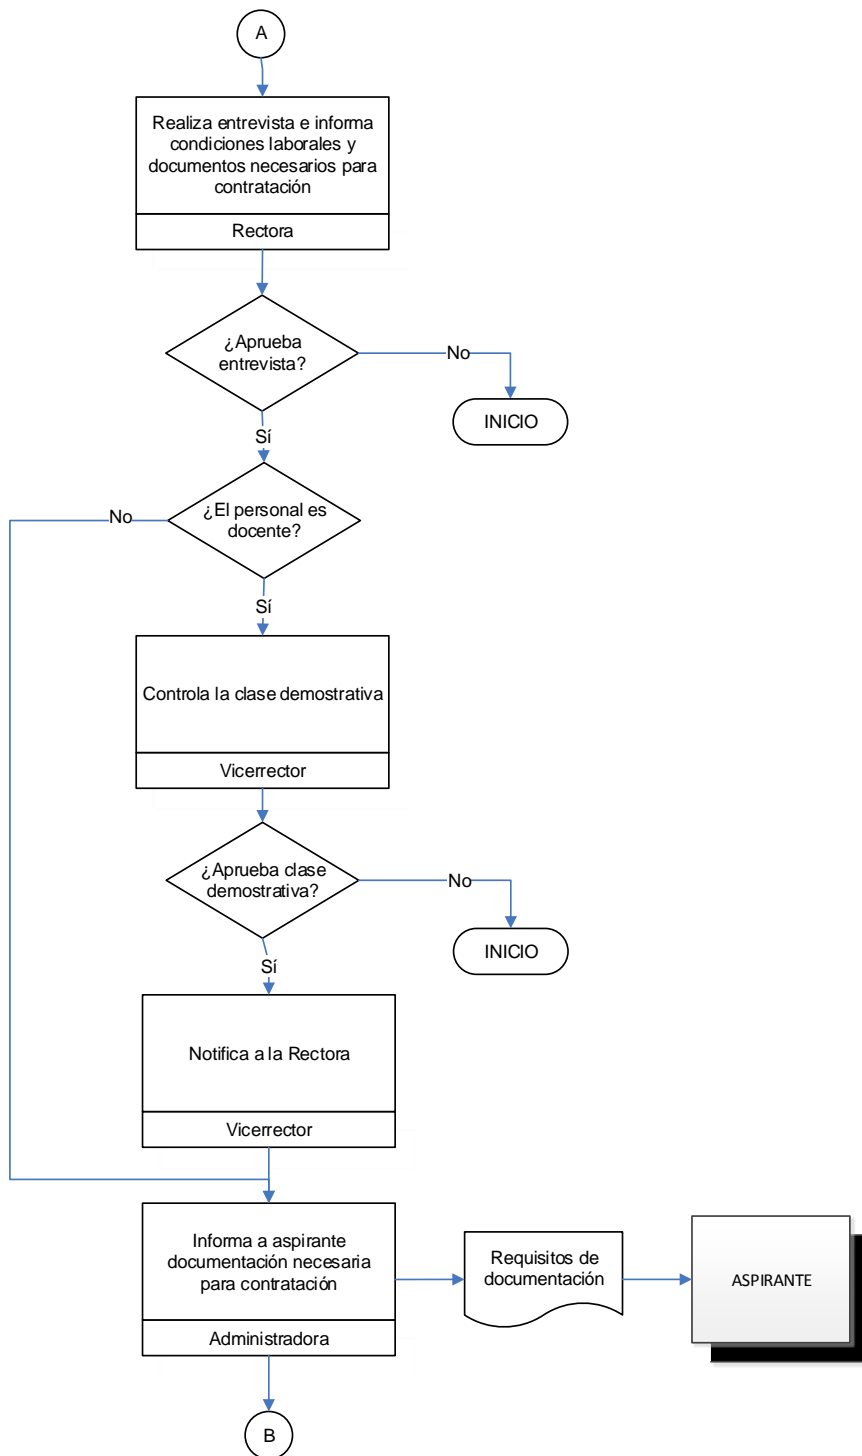 A
Realiza entrevista e informa
condiciones laborales y
documentos necesarios para
contratación
Rectora
¿Aprueba
entrevista?
No
INICIO
Sí
¿El personal es
docente?
No
Sí
Controla la clase demostrativa
Vicerrector
¿Aprueba clase
demostrativa?
No
INICIO
Sí
Notifica a la Rectora
Vicerrector
Informa a aspirante
documentación necesaria
para contratación
Administradora
Requisitos de
documentación
ASPIRANTE
B